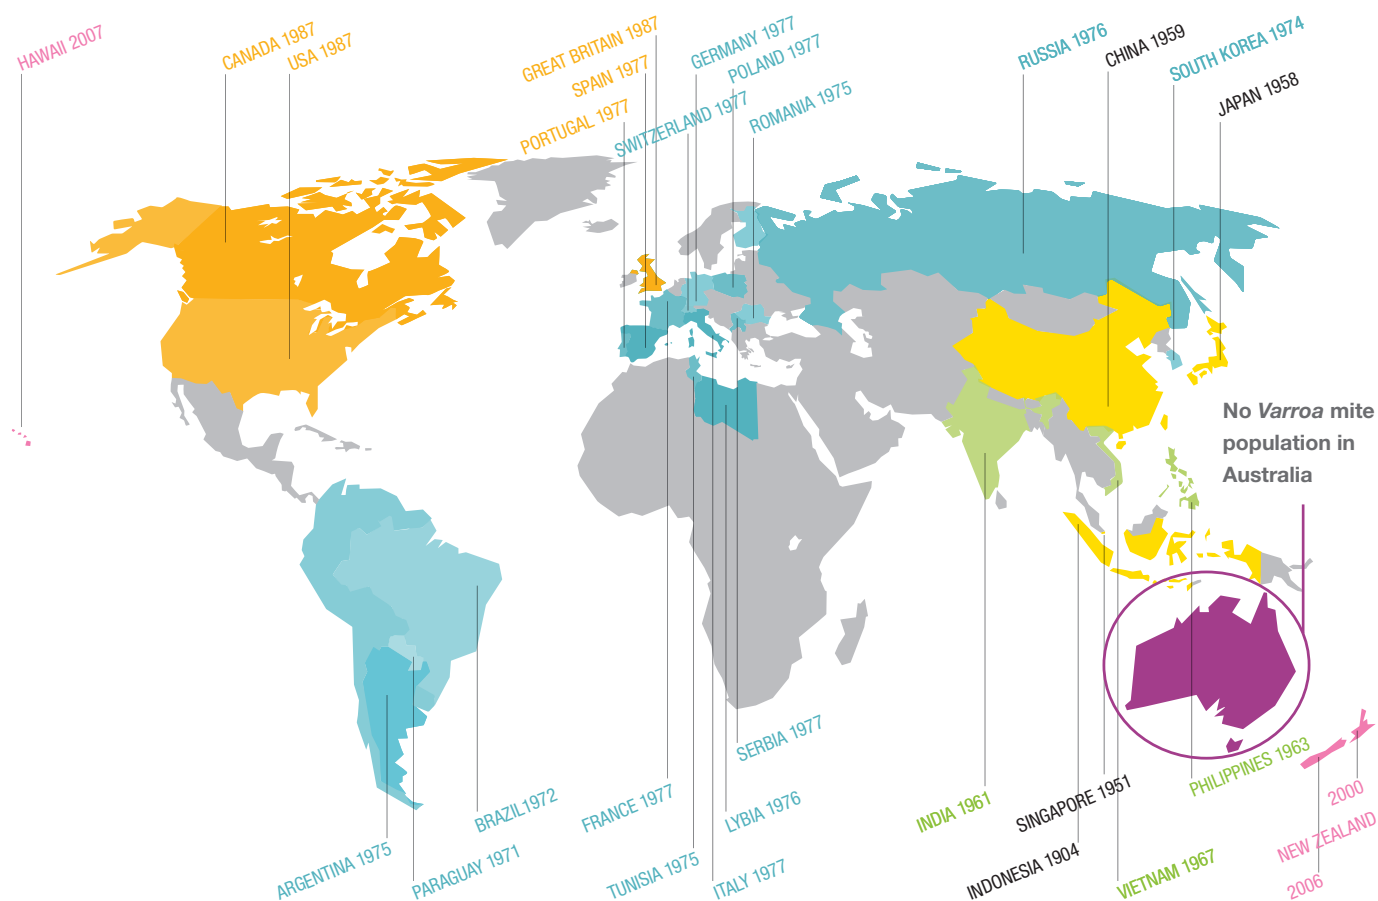 HAWAII 2007
CANADA 1987
USA 1987
GREAT BRITAIN 1987
SPAIN 1977
PORTUGAL 1977
SWITZERLAND 1977
GERMANY 1977
POLAND 1977
ROMANIA 1975
RUSSIA 1976
CHINA 1959
SOUTH KOREA 1974
JAPAN 1958
No Varroa mite
population in
Australia
SERBIA 1977
FRANCE 1977
LYBIA 1976
TUNISIA 1975
ITALY 1977
BRAZIL1972
ARGENTINA 1975
PARAGUAY 1971
INDIA 1961
SINGAPORE 1951
INDONESIA 1904
PHILIPPINES 1963
VIETNAM 1967
2000
NEW ZEALAND
2006